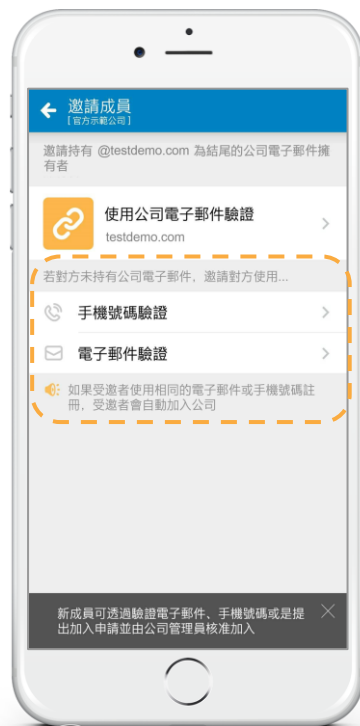 邀請成員
[官方示範公司]
邀請持有 @testdemo.com 為結尾的公司電子郵件擁
有者
使用公司電子郵件驗證
testdemo.com
若對方未持有公司電子郵件，邀請對方使用...
手機號碼驗證
電子郵件驗證
如果受邀者使用相同的電子郵件或手機號碼註
冊，受邀者會自動加入公司
新成員可透過驗證電子郵件、手機號碼或是提
出加入申請並由公司管理員核准加入